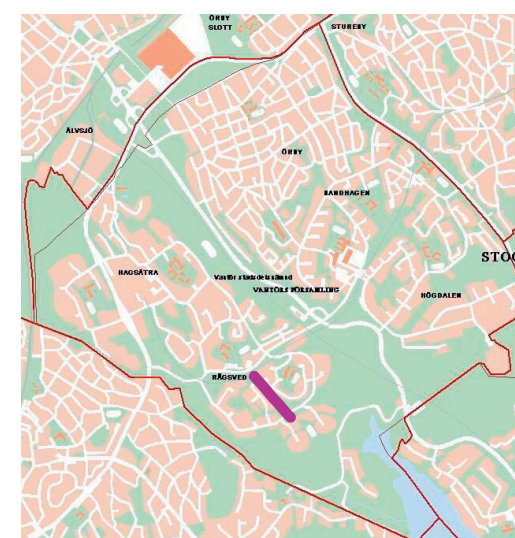 ÖRBY
SLOTT
STUREBY
ÄLVSJÖ
ÖRBY
BANDHAGEN
STOC
HAGSÄTRA
Vantör stadsdelsnämnd
VANTÖRS FÖRSAMLING
HÖGDALEN
RÅGSVED